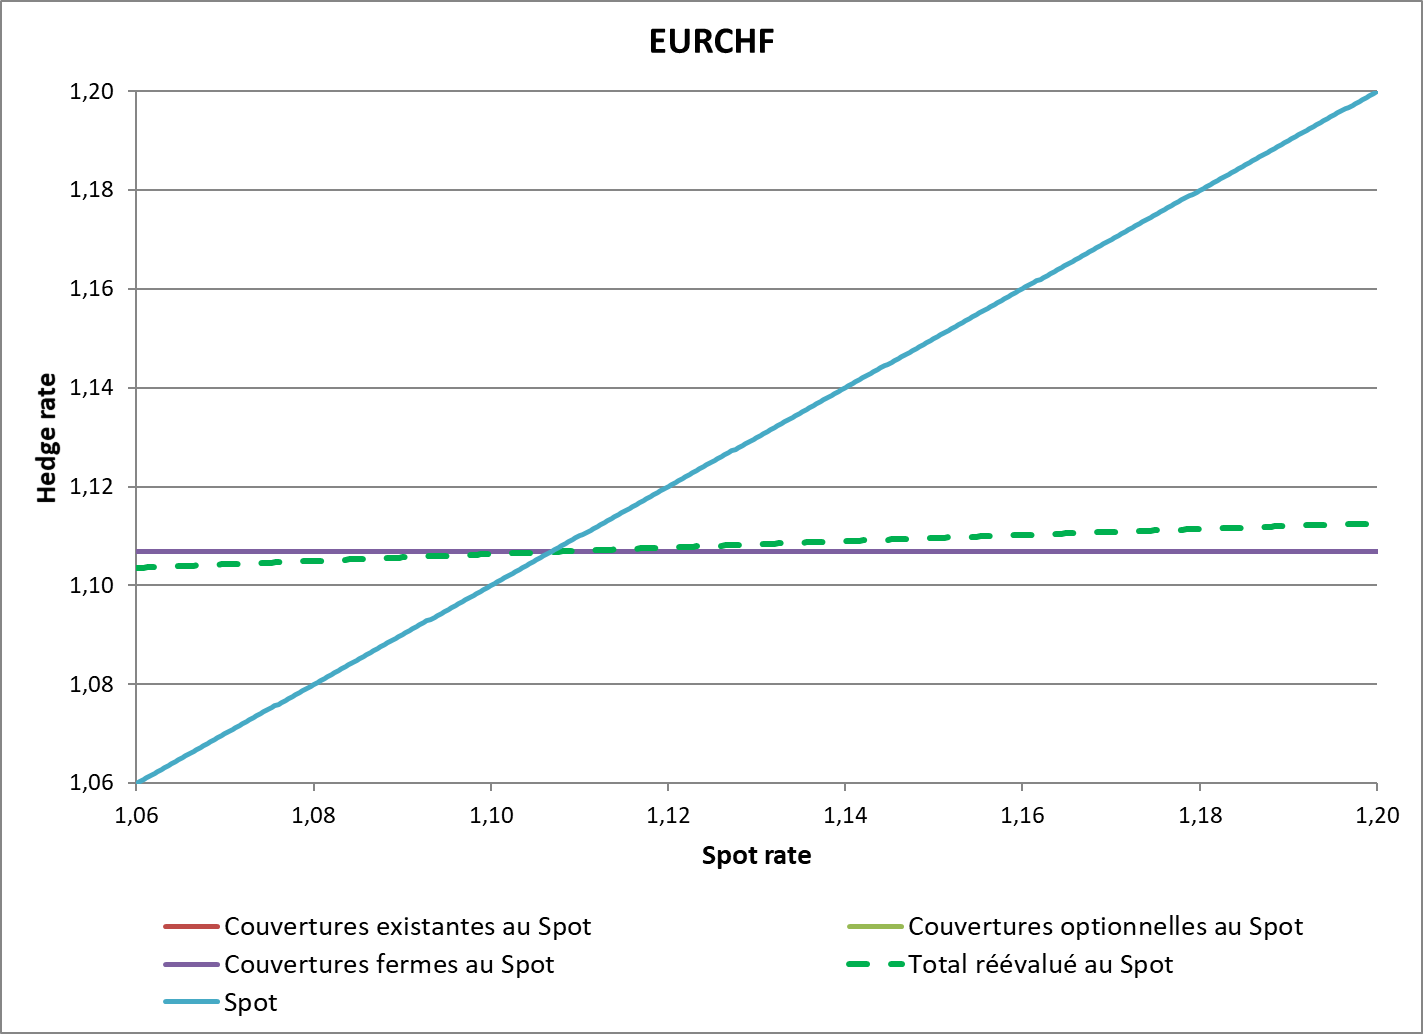 EURCHF
1,20
1,18
1,16
1,14
1,12
1,10
1,08
1,06
Hedge rate
1,06 1,08 1,10 1,12 1,14 1,16 1,18 1,20
Spot rate
Couvertures existantes au Spot
Couvertures optionnelles au Spot
Couvertures fermes au Spot
Total réévalué au Spot
Spot